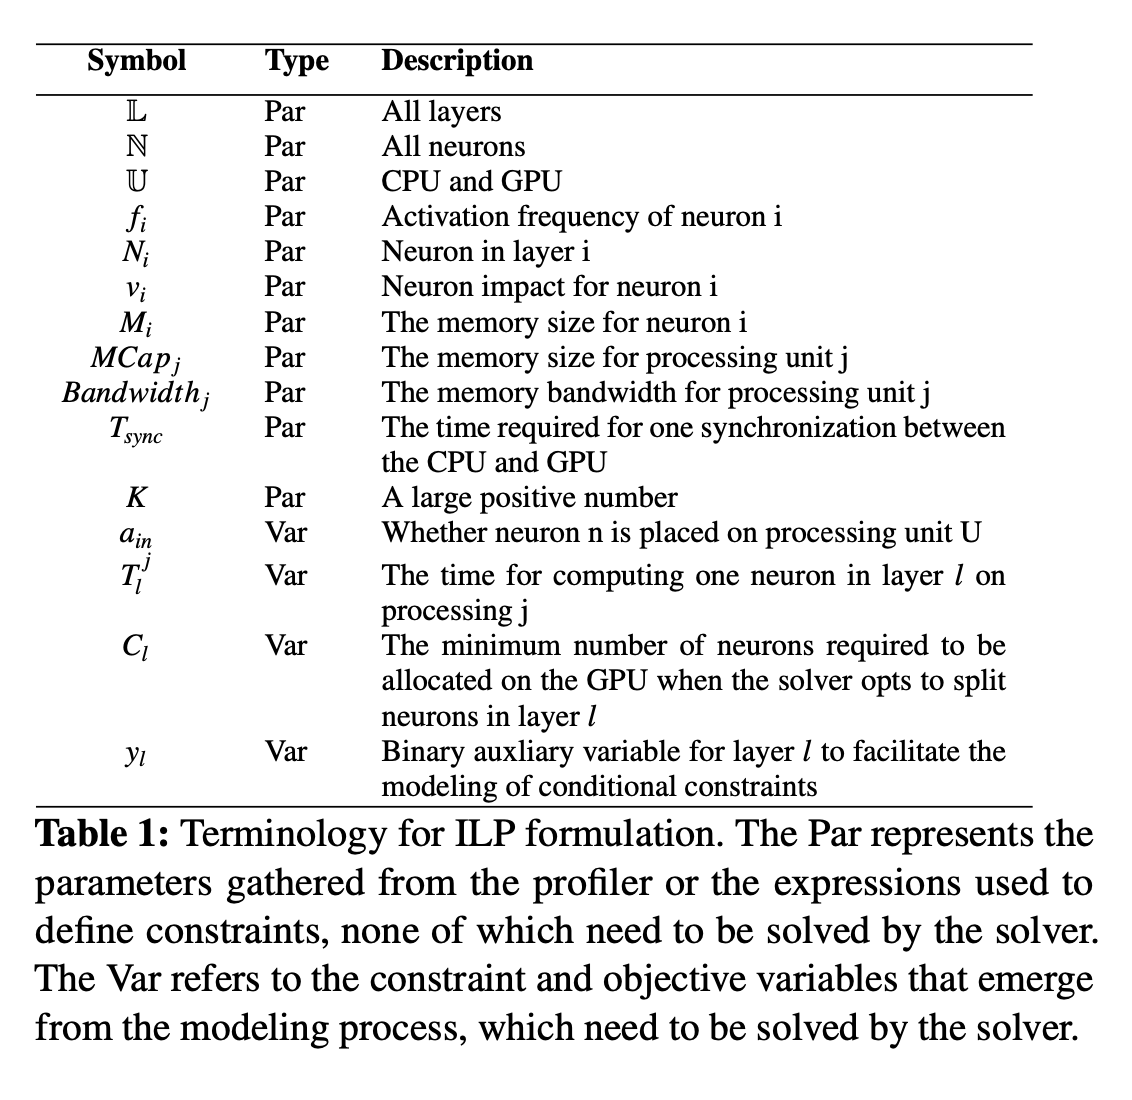 Symbol Type Description
𝕃 Par All layers
ℕ Par All neurons
𝕌 Par CPU and GPU
f_i Par Activation frequency of neuron i
N_i Par Neuron in layer i
v_i Par Neuron impact for neuron i
M_i Par The memory size for neuron i
MCap_j Par The memory size for processing unit j
Bandwidth_j Par The memory bandwidth for processing unit j
T_sync Par The time required for one synchronization between
the CPU and GPU
K Par A large positive number
a_in Var Whether neuron n is placed on processing unit U
T_l^j Var The time for computing one neuron in layer l on
processing j
C_l Var The minimum number of neurons required to be
allocated on the GPU when the solver opts to split
neurons in layer l
y_l Var Binary auxliary variable for layer l to facilitate the
modeling of conditional constraints
Table 1: Terminology for ILP formulation. The Par represents the
parameters gathered from the profiler or the expressions used to
define constraints, none of which need to be solved by the solver.
The Var refers to the constraint and objective variables that emerge
from the modeling process, which need to be solved by the solver.